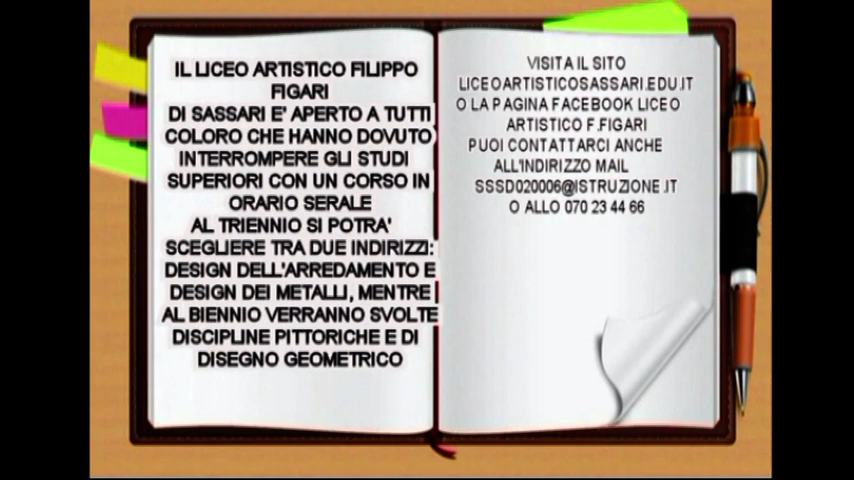 IL LICEO ARTISTICO FILIPPO
FIGARI
DI SASSARI E' APERTO A TUTTI
COLORO CHE HANNO DOVUTO
INTERROMPERE GLI STUDI
SUPERIORI CON UN CORSO IN
ORARIO SERALE
AL TRIENNIO SI POTRA'
SCEGLIERE TRA DUE INDIRIZZI:
DESIGN DELL'ARREDAMENTO E
DESIGN DEI METALLI, MENTRE
AL BIENNIO VERRANNO SVOLTE
DISCIPLINE PITTORICHE E DI
DISEGNO GEOMETRICO
VISITA IL SITO
LICEOARTISTICOSASSARI.EDU.IT
O LA PAGINA FACEBOOK LICEO
ARTISTICO F.FIGARI
PUOI CONTATTARCI ANCHE
ALL'INDIRIZZO MAIL
SSSD020006@ISTRUZIONE.IT
O ALLO 070 23 44 66